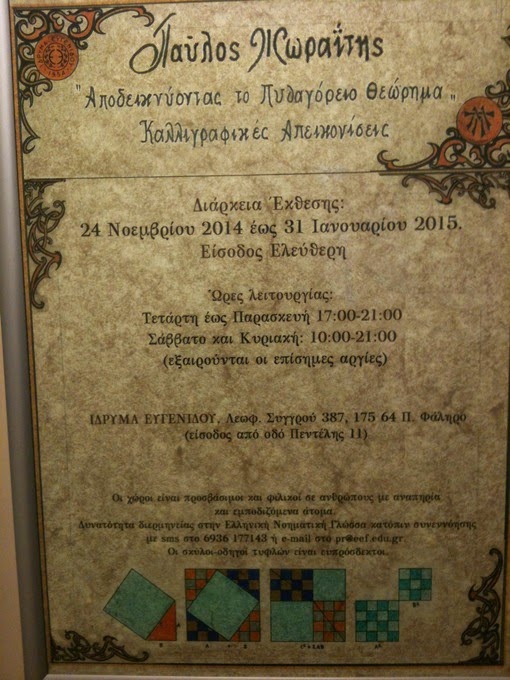 Παῦλος Μωραΐτης
"Αποδεικνύοντας το Πυθαγόρειο Θεώρημα„
Καλλιγραφικές Απεικονίσεις
Διάρκεια Έκθεσης:
24 Νοεμβρίου 2014 έως 31 Ιανουαρίου 2015.
Είσοδος Ελεύθερη
Ώρες λειτουργίας:
Τετάρτη έως Παρασκευή 17:00-21:00
Σάββατο και Κυριακή: 10:00-21:00
(εξαιρούνται οι επίσημες αργίες)
ΙΔΡΥΜΑ ΕΥΓΕΝΙΔΟΥ, Λεωφ. Συγγρού 387, 175 64 Π. Φάληρο
(είσοδος από οδό Πεντέλης 11)
Οι χώροι είναι προσβάσιμοι και φιλικοί σε ανθρώπους με αναπηρία
και εμποδιζόμενα άτομα.
Δυνατότητα διερμηνείας στην Ελληνική Νοηματική Γλώσσα κατόπιν συνεννόησης
με sms στο 6936 177143 ή e-mail στο pr@eef.edu.gr.
Οι σκύλοι-οδηγοί τυφλών είναι ευπρόσδεκτοι.